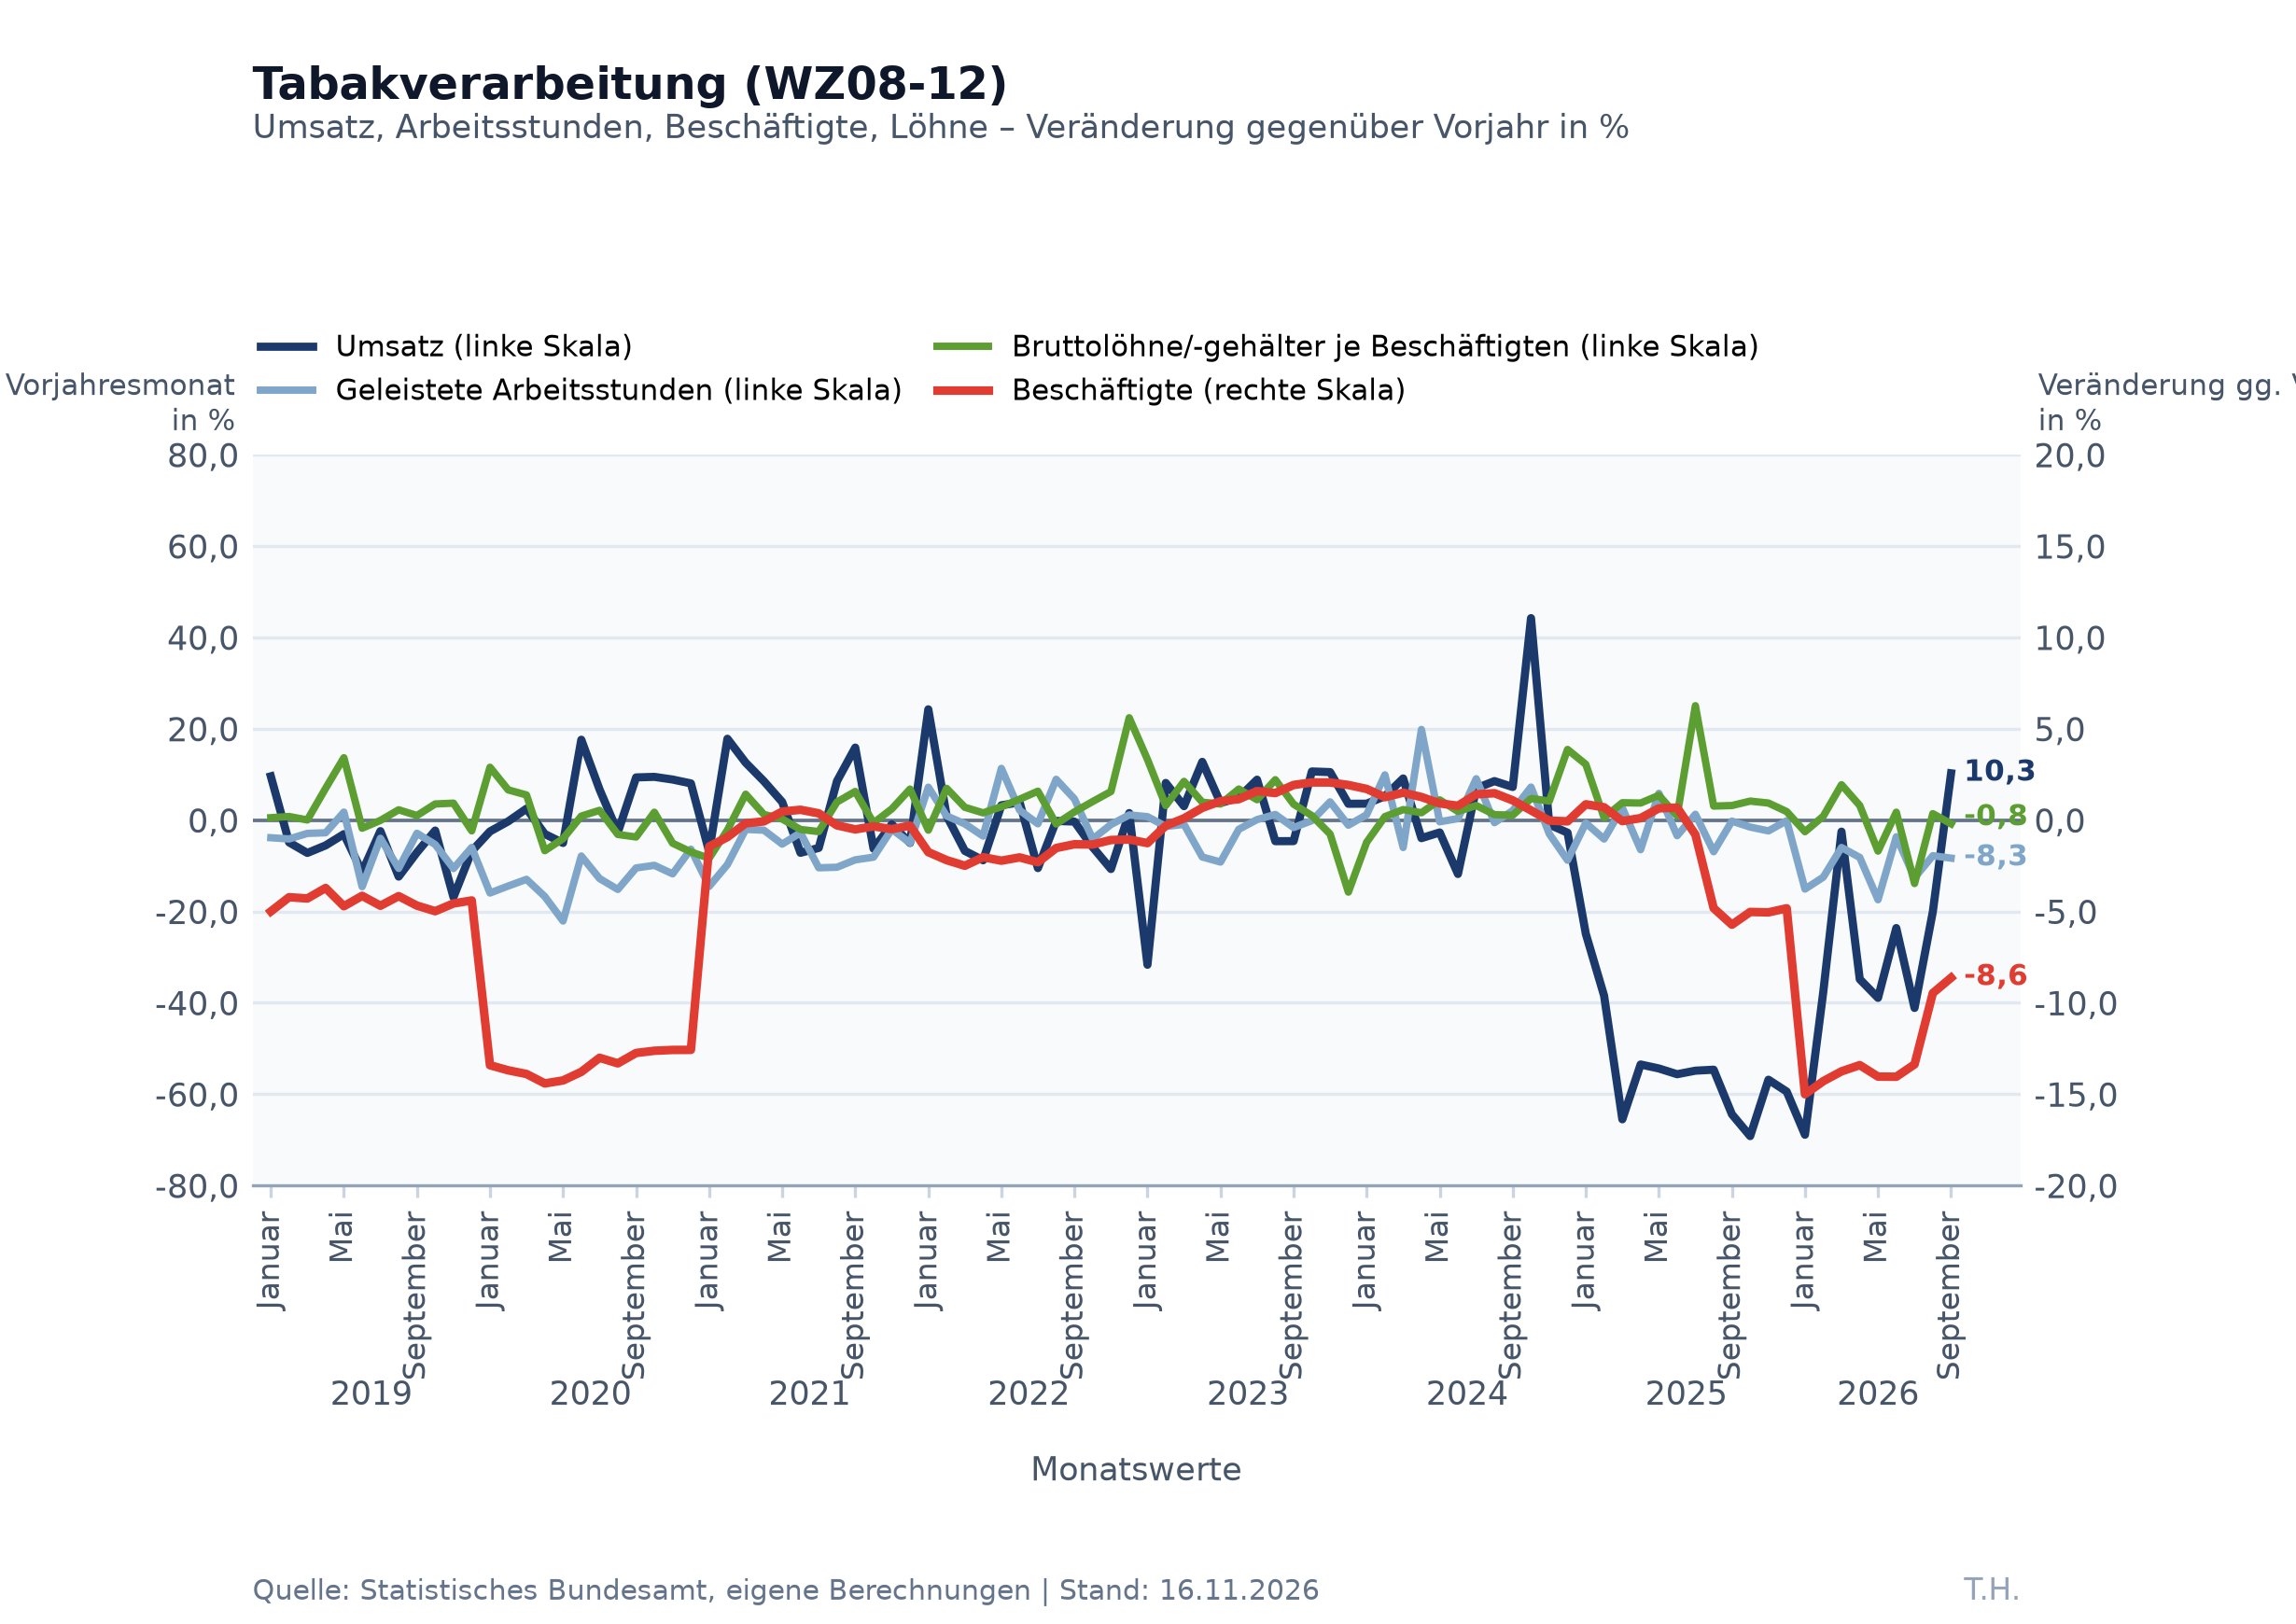 Tabakverarbeitung (WZ08-12)
Umsatz, Arbeitsstunden, Beschäftigte, Löhne – Veränderung gegenüber Vorjahr in %
Umsatz (linke Skala)
Geleistete Arbeitsstunden (linke Skala)
Bruttolöhne/-gehälter je Beschäftigten (linke Skala)
Beschäftigte (rechte Skala)
Vorjahresmonat
in %
Veränderung gg.
in %
80,0
60,0
40,0
20,0
0,0
-20,0
-40,0
-60,0
-80,0
20,0
15,0
10,0
5,0
0,0
-5,0
-10,0
-15,0
-20,0
10,3
-0,8
-8,3
-8,6
Januar
Mai
September
Januar
Mai
September
Januar
Mai
September
Januar
Mai
September
Januar
Mai
September
Januar
Mai
September
Januar
Mai
September
Januar
Mai
September
2019
2020
2021
2022
2023
2024
2025
2026
Monatswerte
Quelle: Statistisches Bundesamt, eigene Berechnungen | Stand: 16.11.2026
T.H.